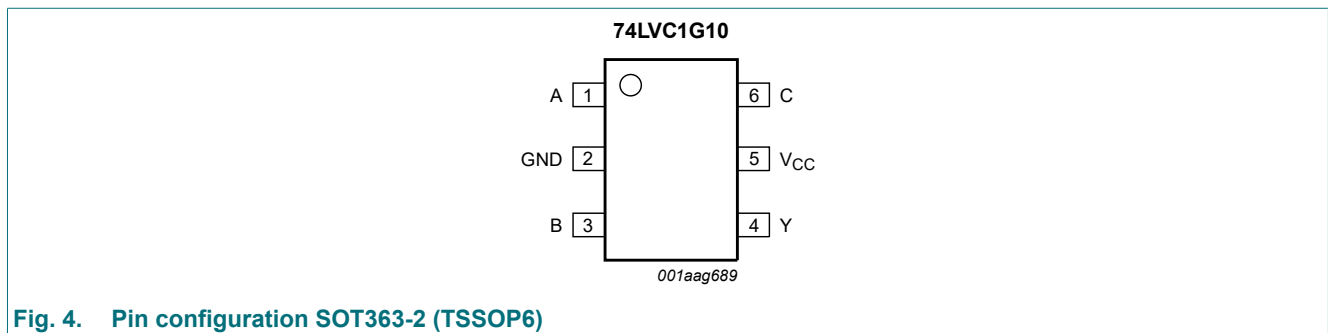 74LVC1G10
A 1 6 C
GND 2 5 VCC
B 3 4 Y
001aag689
Fig. 4. Pin configuration SOT363-2 (TSSOP6)